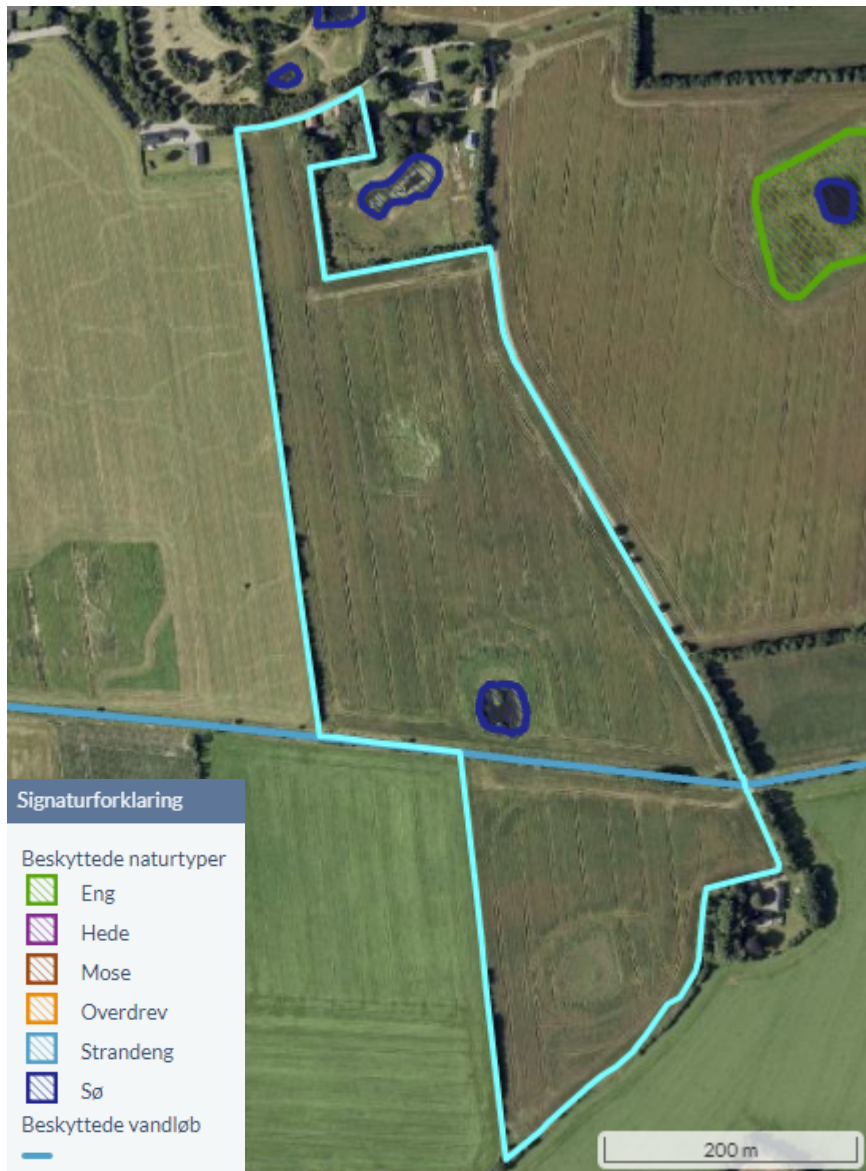 Signaturforklaring
Beskyttede naturtyper
Eng
Hede
Mose
Overdrev
Strandeng
Sø
Beskyttede vandløb
200 m